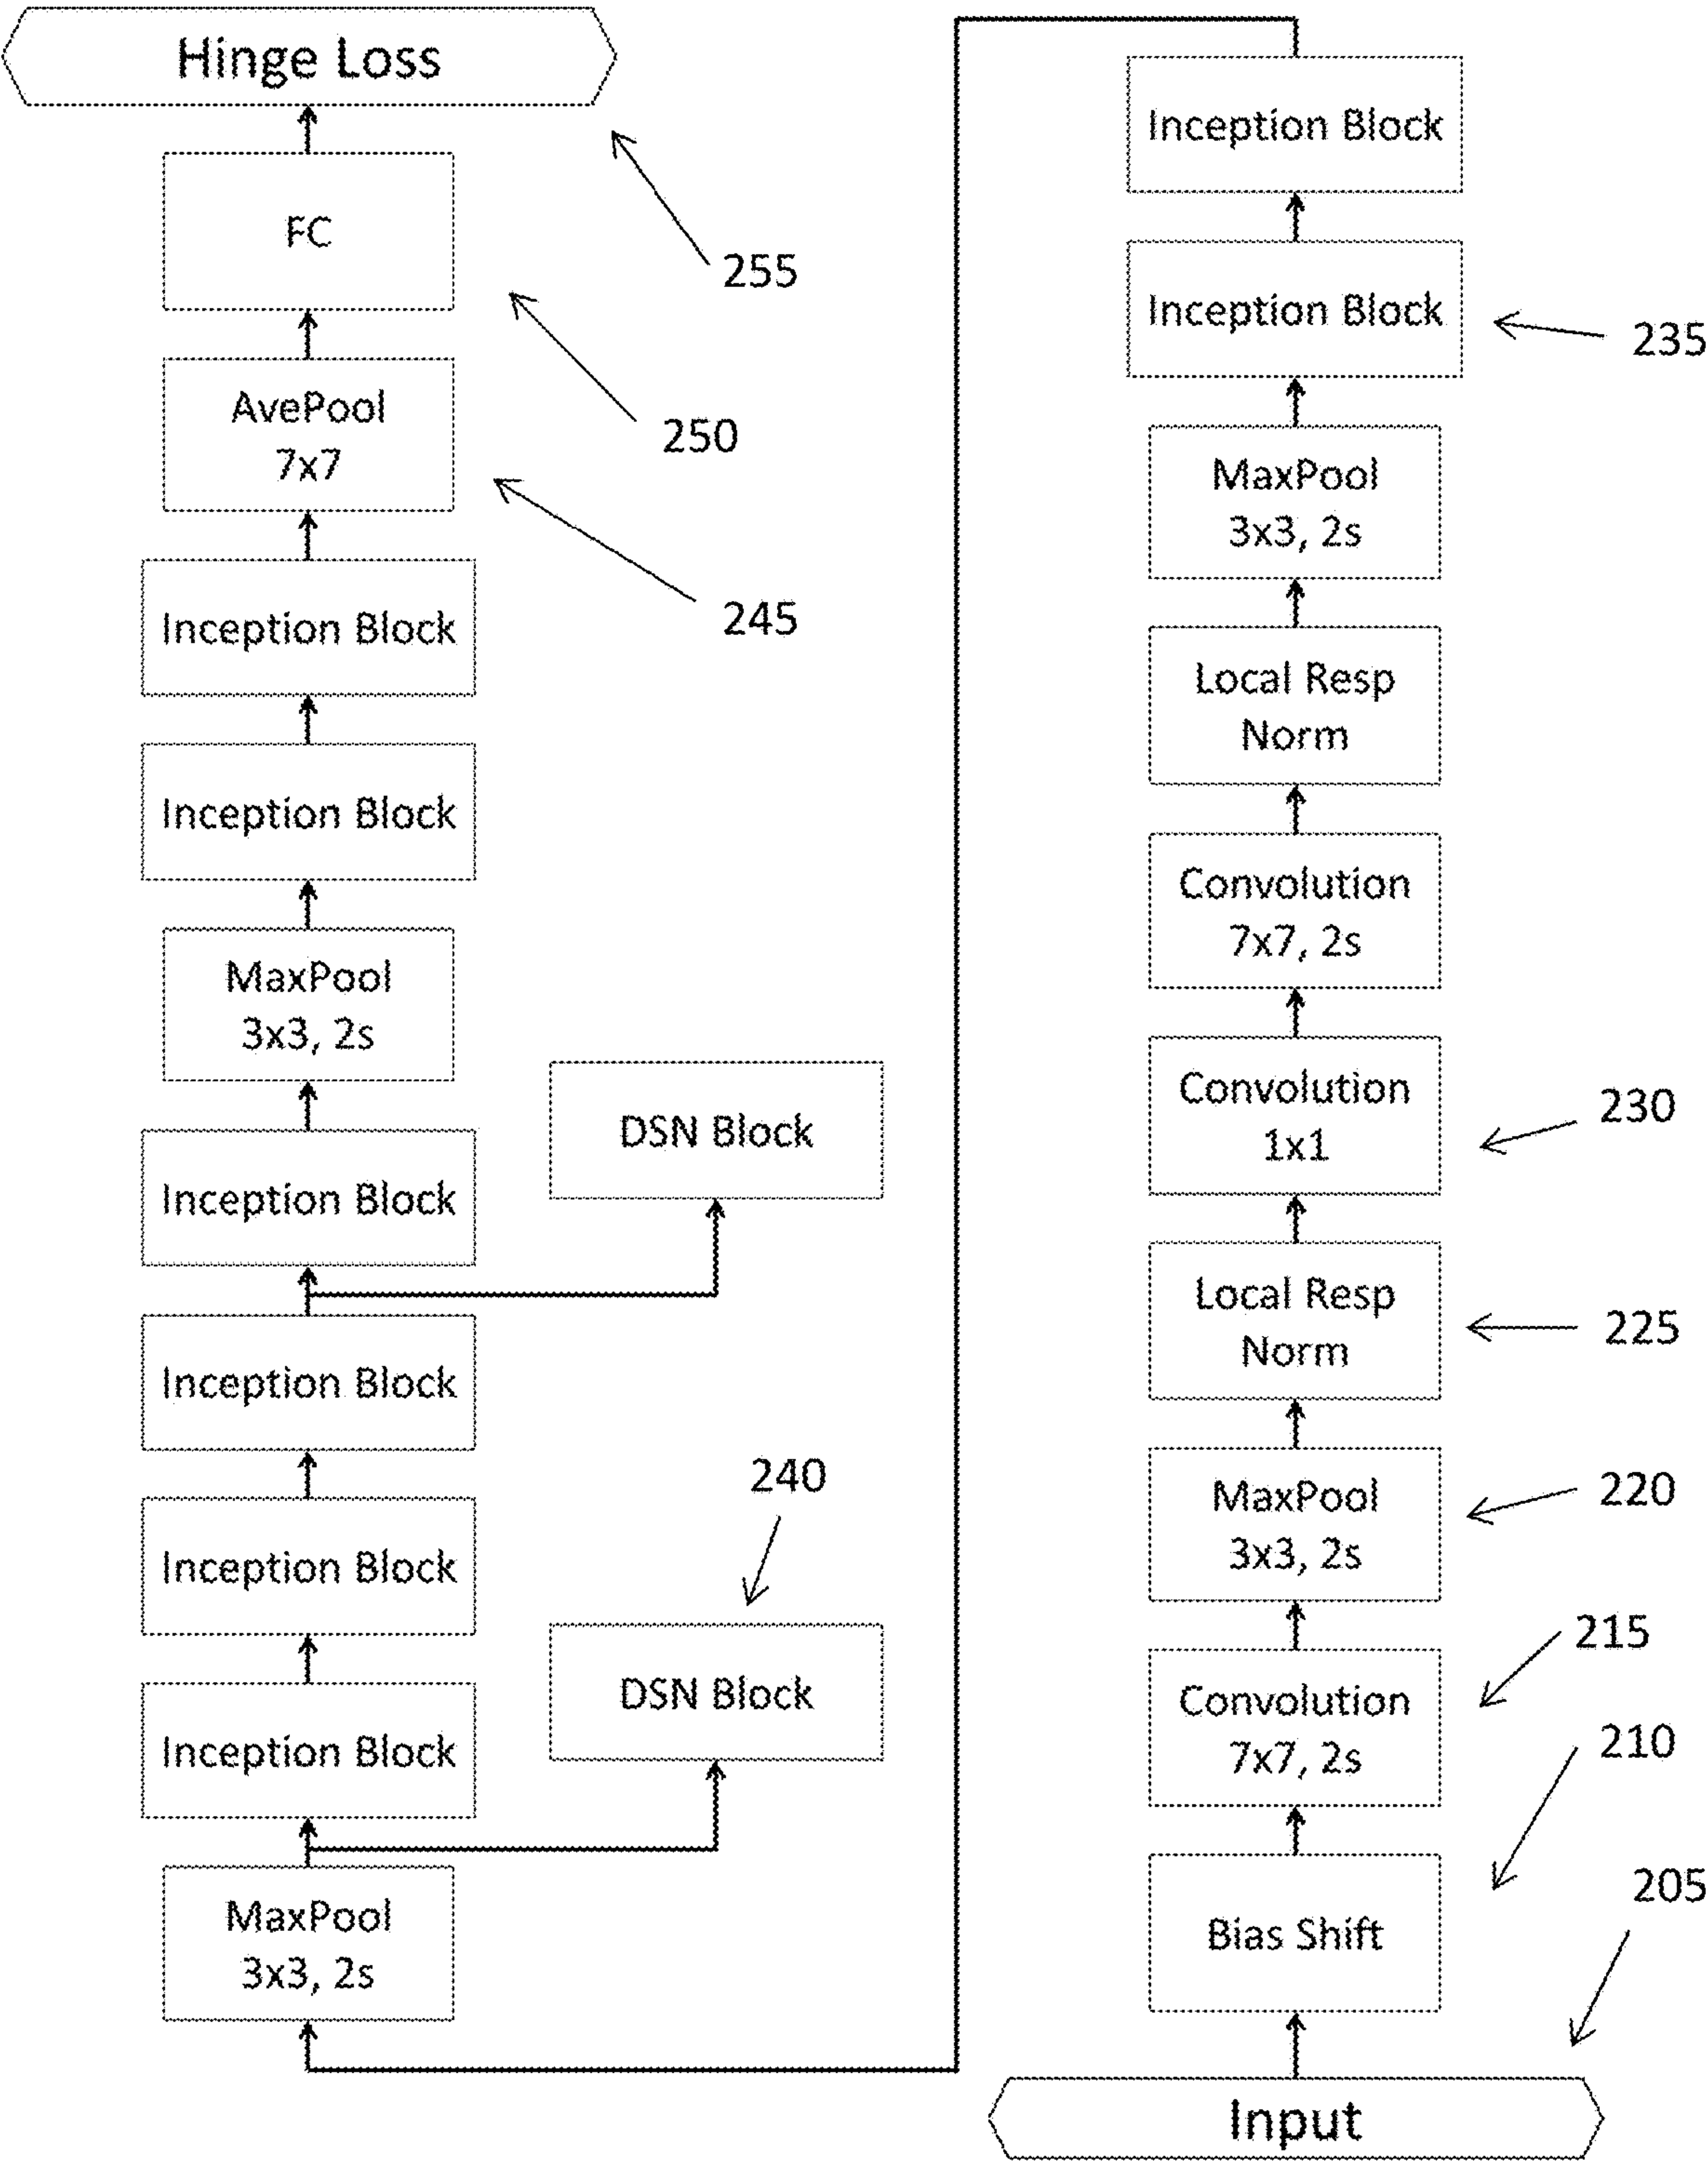 Hinge Loss
FC
255
250
AvePool
7x7
245
Inception Block
Inception Block
MaxPool
3x3, 2s
DSN Block
Inception Block
Inception Block
240
Inception Block
DSN Block
Inception Block
MaxPool
3x3, 2s
Inception Block
Inception Block
235
MaxPool
3x3, 2s
Local Resp
Norm
Convolution
7x7, 2s
Convolution
1x1
230
Local Resp
Norm
225
MaxPool
3x3, 2s
220
215
Convolution
7x7, 2s
210
Bias Shift
205
Input